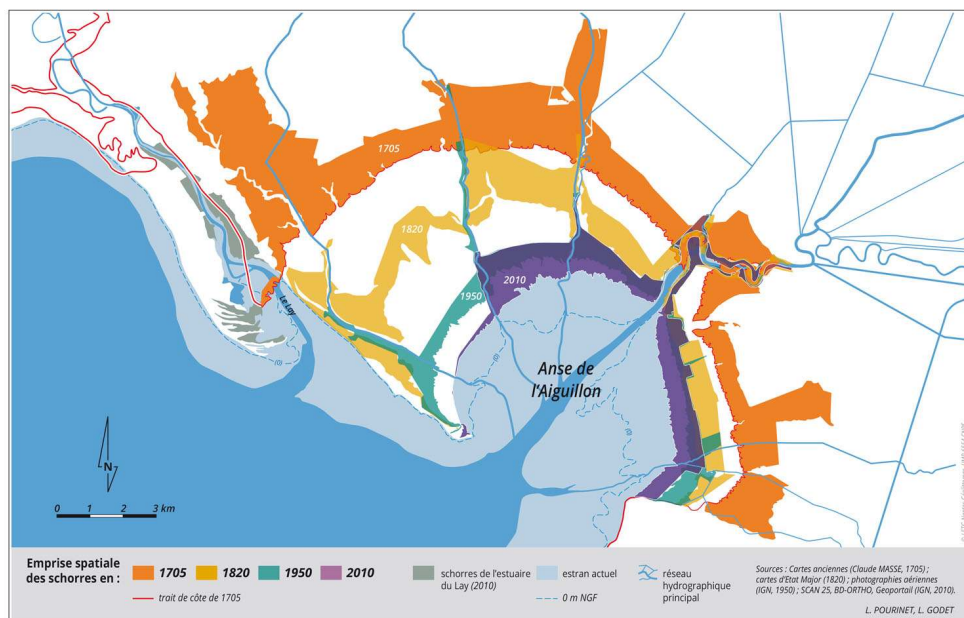 1705
1820
2010
1950
Le Lay
Anse de
l'Aiguillon
N
0 1 2 3 km
Emprise spatiale
des schorres en :
1705
1820
1950
2010
trait de côte de 1705
schorres de l'estuaire
du Lay (2010)
estran actuel
0 m NGF
réseau
hydrographique
principal
Sources : Cartes anciennes (Claude MASSE, 1705) ;
cartes d'Etat Major (1820) ; photographies aériennes
(IGN, 1950) ; SCAN 25, BD-ORTHO, Geoportail (IGN, 2010).
L. POURINET, L. GODET